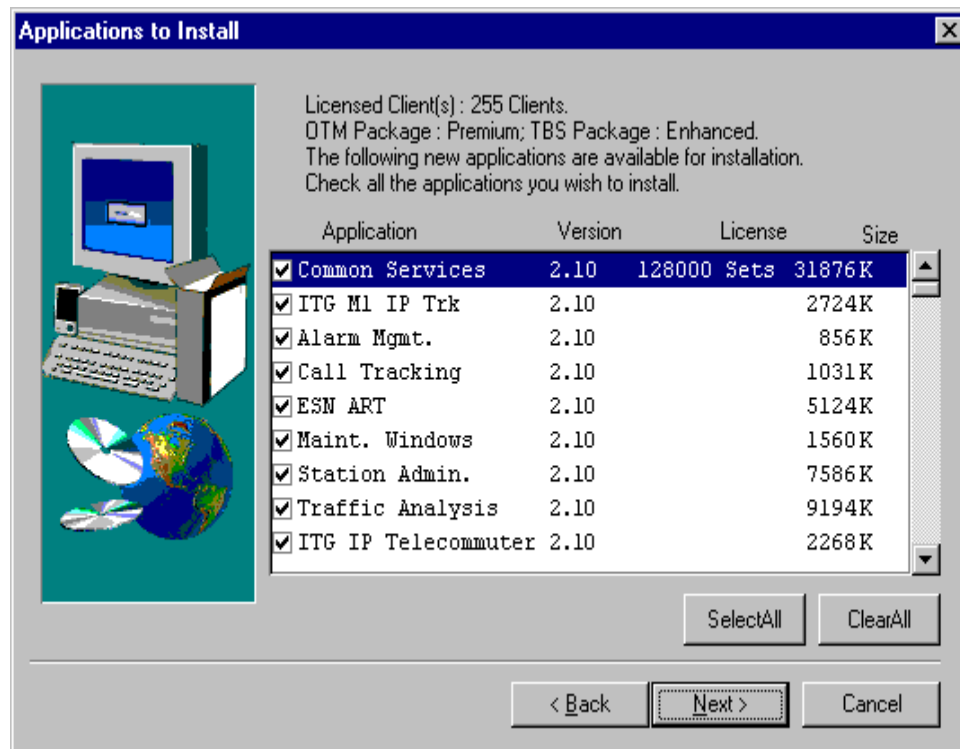 Applications to Install
Licensed Client(s) : 255 Clients.
OTM Package : Premium; TBS Package : Enhanced.
The following new applications are available for installation.
Check all the applications you wish to install.
Application Version License Size
Common Services 2.10 128000 Sets 31876K
ITG M1 IP Trk 2.10 2724K
Alarm Mgmt. 2.10 856K
Call Tracking 2.10 1031K
ESN ART 2.10 5124K
Maint. Windows 2.10 1560K
Station Admin. 2.10 7586K
Traffic Analysis 2.10 9194K
ITG IP Telecommuter 2.10 2268K
SelectAll ClearAll
< Back Next > Cancel